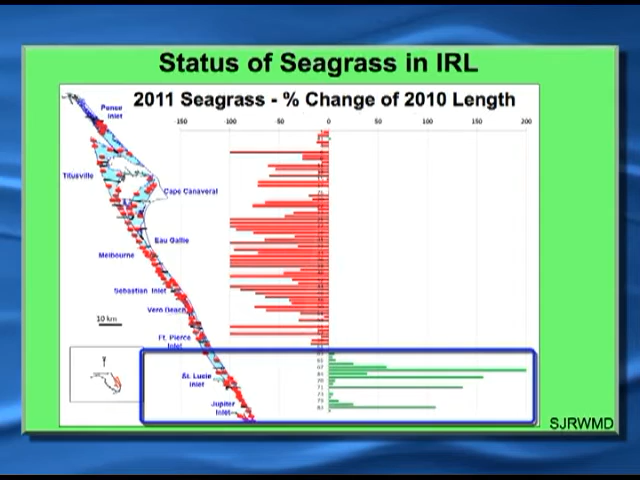 Status of Seagrass in IRL
2011 Seagrass - % Change of 2010 Length
-150 -100 -50 0 50 100 150 200
Ponce
Inlet
Titusville
Cape Canaveral
Eau Gallie
Melbourne
Sebastian Inlet
Vero Beach
10 km
Ft. Pierce
Inlet
St. Lucie
Inlet
Jupiter
Inlet
SJRWMD